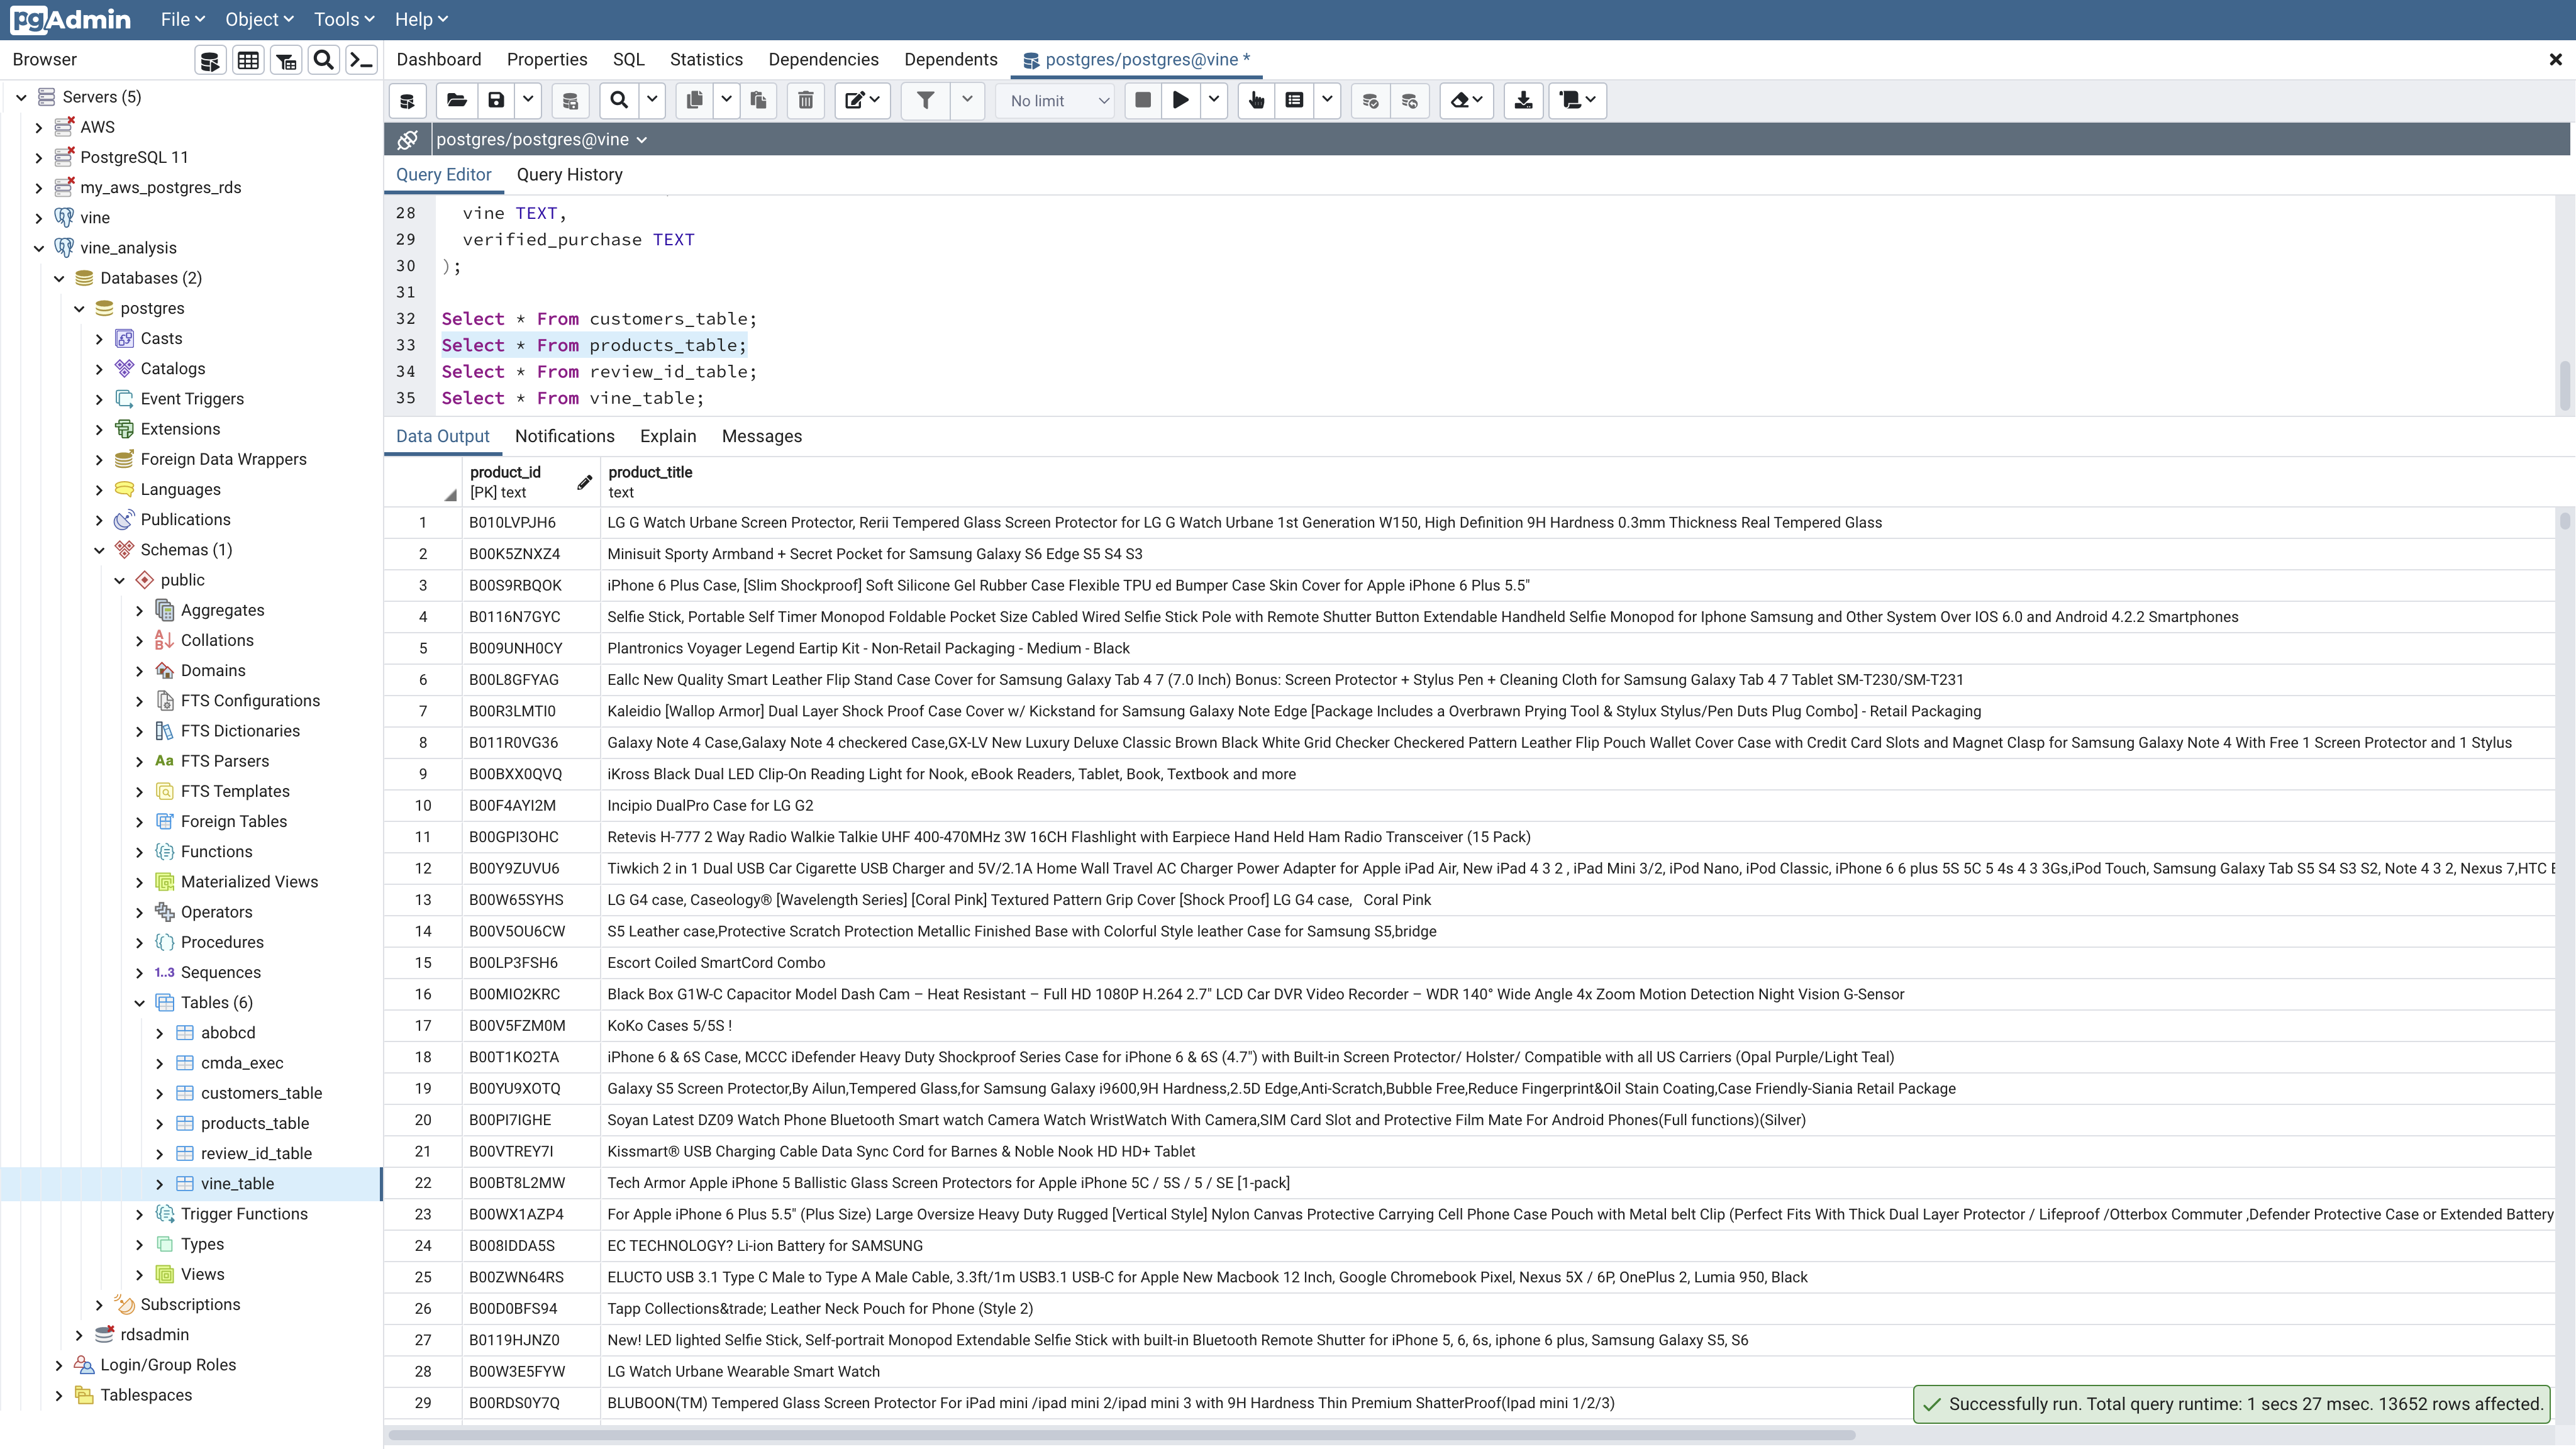 pgAdmin File Object Tools Help
Browser
Dashboard Properties SQL Statistics Dependencies Dependents postgres/postgres@vine *
No limit
postgres/postgres@vine
Query Editor Query History
Servers (5)
AWS
PostgreSQL 11
my_aws_postgres_rds
vine
vine_analysis
Databases (2)
postgres
Casts
Catalogs
Event Triggers
Extensions
Foreign Data Wrappers
Languages
Publications
Schemas (1)
public
Aggregates
Collations
Domains
FTS Configurations
FTS Dictionaries
Aa FTS Parsers
FTS Templates
Foreign Tables
Functions
Materialized Views
Operators
Procedures
1..3 Sequences
Tables (6)
abobcd
cmda_exec
customers_table
products_table
review_id_table
vine_table
Trigger Functions
Types
Views
Subscriptions
rdsadmin
Login/Group Roles
Tablespaces
28 vine TEXT,
29 verified_purchase TEXT
30 );
31
32 Select * From customers_table;
33 Select * From products_table;
34 Select * From review_id_table;
35 Select * From vine_table;
Data Output Notifications Explain Messages
product_id product_title
[PK] text text
1 B010LVPJH6 LG G Watch Urbane Screen Protector, Rerii Tempered Glass Screen Protector for LG G Watch Urbane 1st Generation W150, High Definition 9H Hardness 0.3mm Thickness Real Tempered Glass
2 B00K5ZNXZ4 Minisuit Sporty Armband + Secret Pocket for Samsung Galaxy S6 Edge S5 S4 S3
3 B00S9RBQOK iPhone 6 Plus Case, [Slim Shockproof] Soft Silicone Gel Rubber Case Flexible TPU ed Bumper Case Skin Cover for Apple iPhone 6 Plus 5.5"
4 B0116N7GYC Selfie Stick, Portable Self Timer Monopod Foldable Pocket Size Cabled Wired Selfie Stick Pole with Remote Shutter Button Extendable Handheld Selfie Monopod for Iphone Samsung and Other System Over IOS 6.0 and Android 4.2.2 Smartphones
5 B009UNH0CY Plantronics Voyager Legend Eartip Kit - Non-Retail Packaging - Medium - Black
6 B00L8GFYAG Eallc New Quality Smart Leather Flip Stand Case Cover for Samsung Galaxy Tab 4 7 (7.0 Inch) Bonus: Screen Protector + Stylus Pen + Cleaning Cloth for Samsung Galaxy Tab 4 7 Tablet SM-T230/SM-T231
7 B00R3LMTI0 Kaleidio [Wallop Armor] Dual Layer Shock Proof Case Cover w/ Kickstand for Samsung Galaxy Note Edge [Package Includes a Overbrawn Prying Tool & Stylux Stylus/Pen Duts Plug Combo] - Retail Packaging
8 B011R0VG36 Galaxy Note 4 Case,Galaxy Note 4 checkered Case,GX-LV New Luxury Deluxe Classic Brown Black White Grid Checker Checkered Pattern Leather Flip Pouch Wallet Cover Case with Credit Card Slots and Magnet Clasp for Samsung Galaxy Note 4 With Free 1 Screen Protector and 1 Stylus
9 B00BXX0QVQ iKross Black Dual LED Clip-On Reading Light for Nook, eBook Readers, Tablet, Book, Textbook and more
10 B00F4AYI2M Incipio DualPro Case for LG G2
11 B00GPI3OHC Retevis H-777 2 Way Radio Walkie Talkie UHF 400-470MHz 3W 16CH Flashlight with Earpiece Hand Held Ham Radio Transceiver (15 Pack)
12 B00Y9ZUVU6 Tiwkich 2 in 1 Dual USB Car Cigarette USB Charger and 5V/2.1A Home Wall Travel AC Charger Power Adapter for Apple iPad Air, New iPad 4 3 2 , iPad Mini 3/2, iPod Nano, iPod Classic, iPhone 6 6 plus 5S 5C 5 4s 4 3 3Gs,iPod Touch, Samsung Galaxy Tab S5 S4 S3 S2, Note 4 3 2, Nexus 7,HTC
13 B00W65SYHS LG G4 case, Caseology® [Wavelength Series] [Coral Pink] Textured Pattern Grip Cover [Shock Proof] LG G4 case, Coral Pink
14 B00V5OU6CW S5 Leather case,Protective Scratch Protection Metallic Finished Base with Colorful Style leather Case for Samsung S5,bridge
15 B00LP3FSH6 Escort Coiled SmartCord Combo
16 B00MIO2KRC Black Box G1W-C Capacitor Model Dash Cam – Heat Resistant – Full HD 1080P H.264 2.7" LCD Car DVR Video Recorder – WDR 140° Wide Angle 4x Zoom Motion Detection Night Vision G-Sensor
17 B00V5FZM0M KoKo Cases 5/5S !
18 B00T1KO2TA iPhone 6 & 6S Case, MCCC iDefender Heavy Duty Shockproof Series Case for iPhone 6 & 6S (4.7") with Built-in Screen Protector/ Holster/ Compatible with all US Carriers (Opal Purple/Light Teal)
19 B00YU9XOTQ Galaxy S5 Screen Protector,By Ailun,Tempered Glass,for Samsung Galaxy i9600,9H Hardness,2.5D Edge,Anti-Scratch,Bubble Free,Reduce Fingerprint&Oil Stain Coating,Case Friendly-Siania Retail Package
20 B00PI7IGHE Soyan Latest DZ09 Watch Phone Bluetooth Smart watch Camera Watch WristWatch With Camera,SIM Card Slot and Protective Film Mate For Android Phones(Full functions)(Silver)
21 B00VTREY7I Kissmart® USB Charging Cable Data Sync Cord for Barnes & Noble Nook HD HD+ Tablet
22 B00BT8L2MW Tech Armor Apple iPhone 5 Ballistic Glass Screen Protectors for Apple iPhone 5C / 5S / 5 / SE [1-pack]
23 B00WX1AZP4 For Apple iPhone 6 Plus 5.5" (Plus Size) Large Oversize Heavy Duty Rugged [Vertical Style] Nylon Canvas Protective Carrying Cell Phone Case Pouch with Metal belt Clip (Perfect Fits With Thick Dual Layer Protector / Lifeproof /Otterbox Commuter ,Defender Protective Case or Extended Battery
24 B008IDDA5S EC TECHNOLOGY? Li-ion Battery for SAMSUNG
25 B00ZWN64RS ELUCTO USB 3.1 Type C Male to Type A Male Cable, 3.3ft/1m USB3.1 USB-C for Apple New Macbook 12 Inch, Google Chromebook Pixel, Nexus 5X / 6P, OnePlus 2, Lumia 950, Black
26 B00D0BFS94 Tapp Collections&trade; Leather Neck Pouch for Phone (Style 2)
27 B0119HJNZ0 New! LED lighted Selfie Stick, Self-portrait Monopod Extendable Selfie Stick with built-in Bluetooth Remote Shutter for iPhone 5, 6, 6s, iphone 6 plus, Samsung Galaxy S5, S6
28 B00W3E5FYW LG Watch Urbane Wearable Smart Watch
29 B00RDS0Y7Q BLUBOON(TM) Tempered Glass Screen Protector For iPad mini /ipad mini 2/ipad mini 3 with 9H Hardness Thin Premium ShatterProof(Ipad mini 1/2/3)
Successfully run. Total query runtime: 1 secs 27 msec. 13652 rows affected.